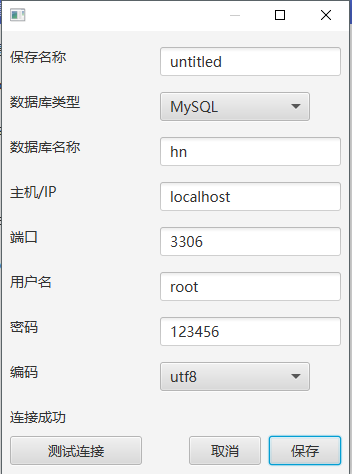 保存名称 untitled
数据库类型 MySQL
数据库名称 hn
主机/IP localhost
端口 3306
用户名 root
密码 123456
编码 utf8
连接成功
测试连接 取消 保存